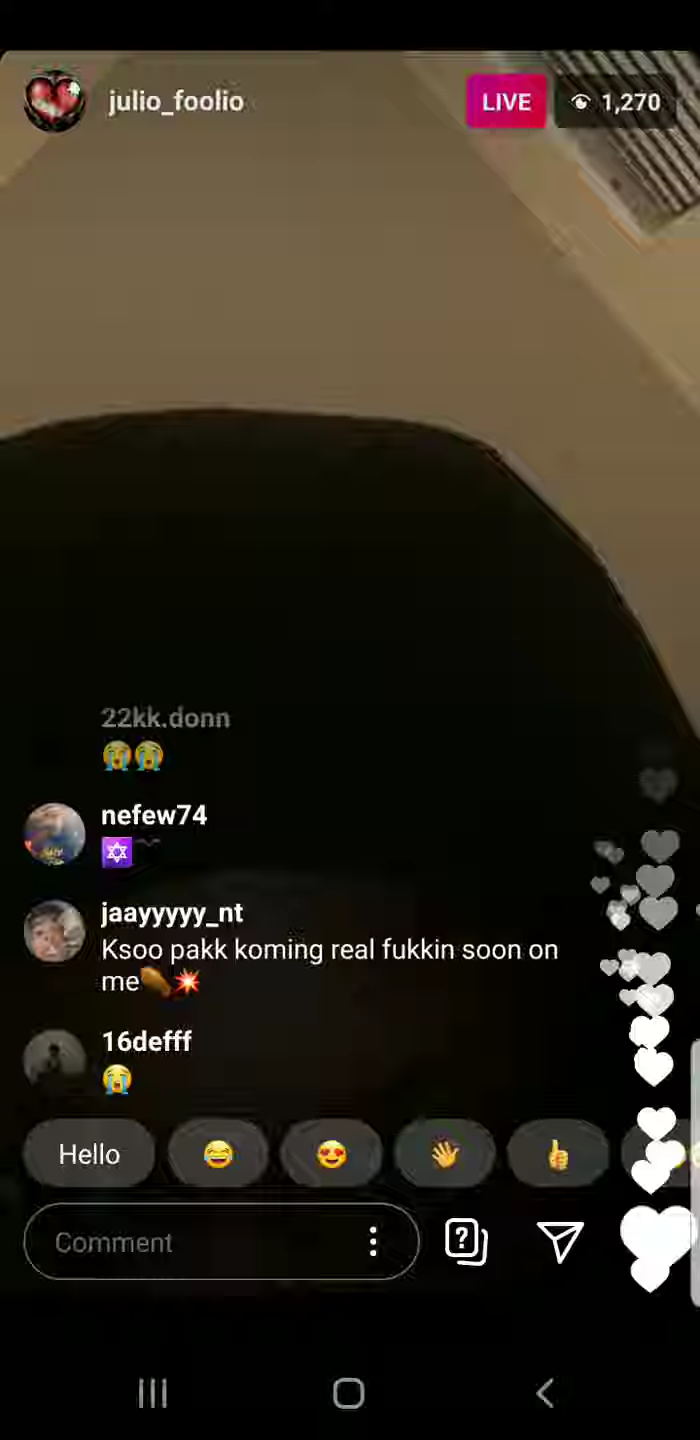 julio_foolio
LIVE
1,270
22kk.donn
😭😭
nefew74
🔯
jaayyyyy_nt
Ksoo pakk koming real fukkin soon on
me⚰️💥
16defff
😭
Hello
😂 😍 👋 👍
Comment